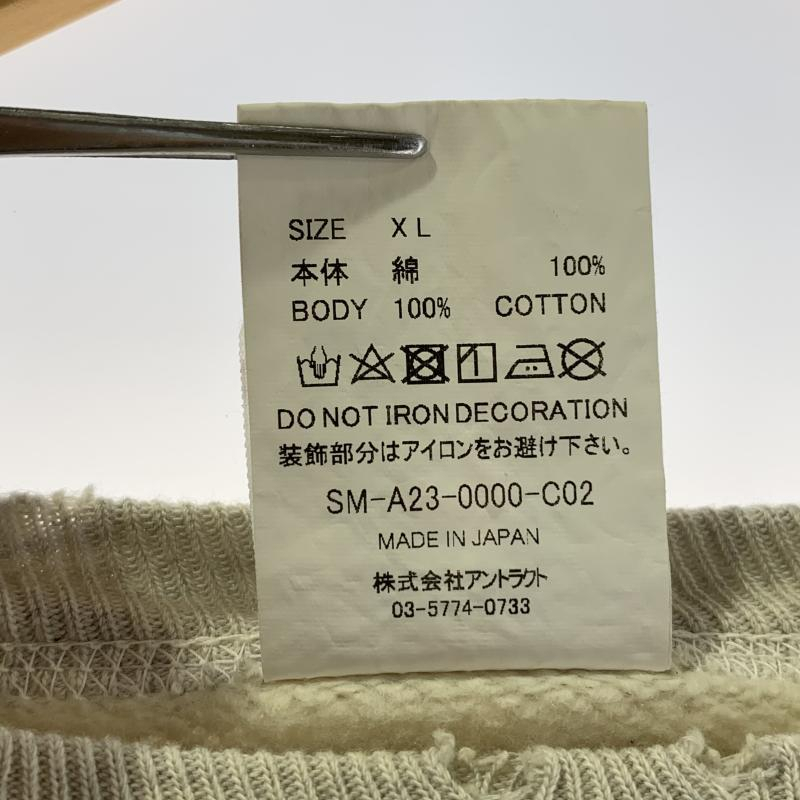 SIZE XL
本体 綿 100%
BODY 100% COTTON
DO NOT IRON DECORATION
装飾部分はアイロンをお避け下さい。
SM-A23-0000-C02
MADE IN JAPAN
株式会社アントラクト
03-5774-0733